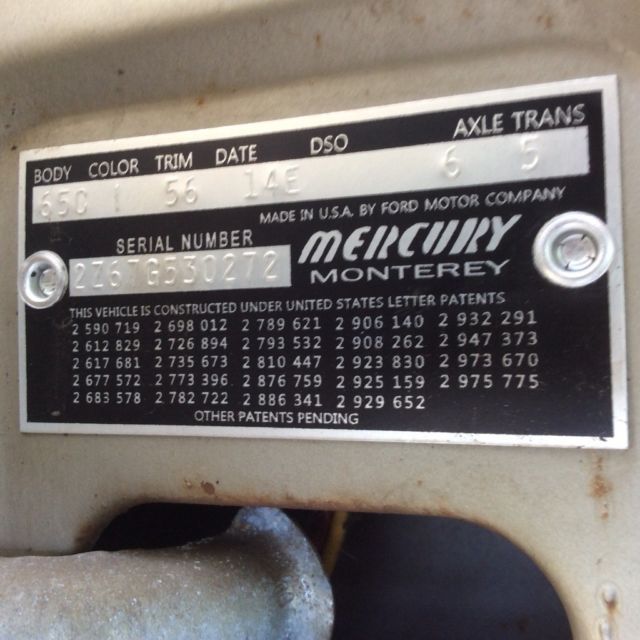 BODY COLOR TRIM DATE DSO AXLE TRANS
65C 1 56 14E 6 5
MADE IN U.S.A. BY FORD MOTOR COMPANY
SERIAL NUMBER
2Z67G530272
MERCURY
MONTEREY
THIS VEHICLE IS CONSTRUCTED UNDER UNITED STATES LETTER PATENTS
2 590 719 2 698 012 2 789 621 2 906 140 2 932 291
2 612 829 2 726 894 2 793 532 2 908 262 2 947 373
2 617 681 2 735 673 2 810 447 2 923 830 2 973 670
2 677 572 2 773 396 2 876 759 2 925 159 2 975 775
2 683 578 2 782 722 2 886 341 2 929 652
OTHER PATENTS PENDING